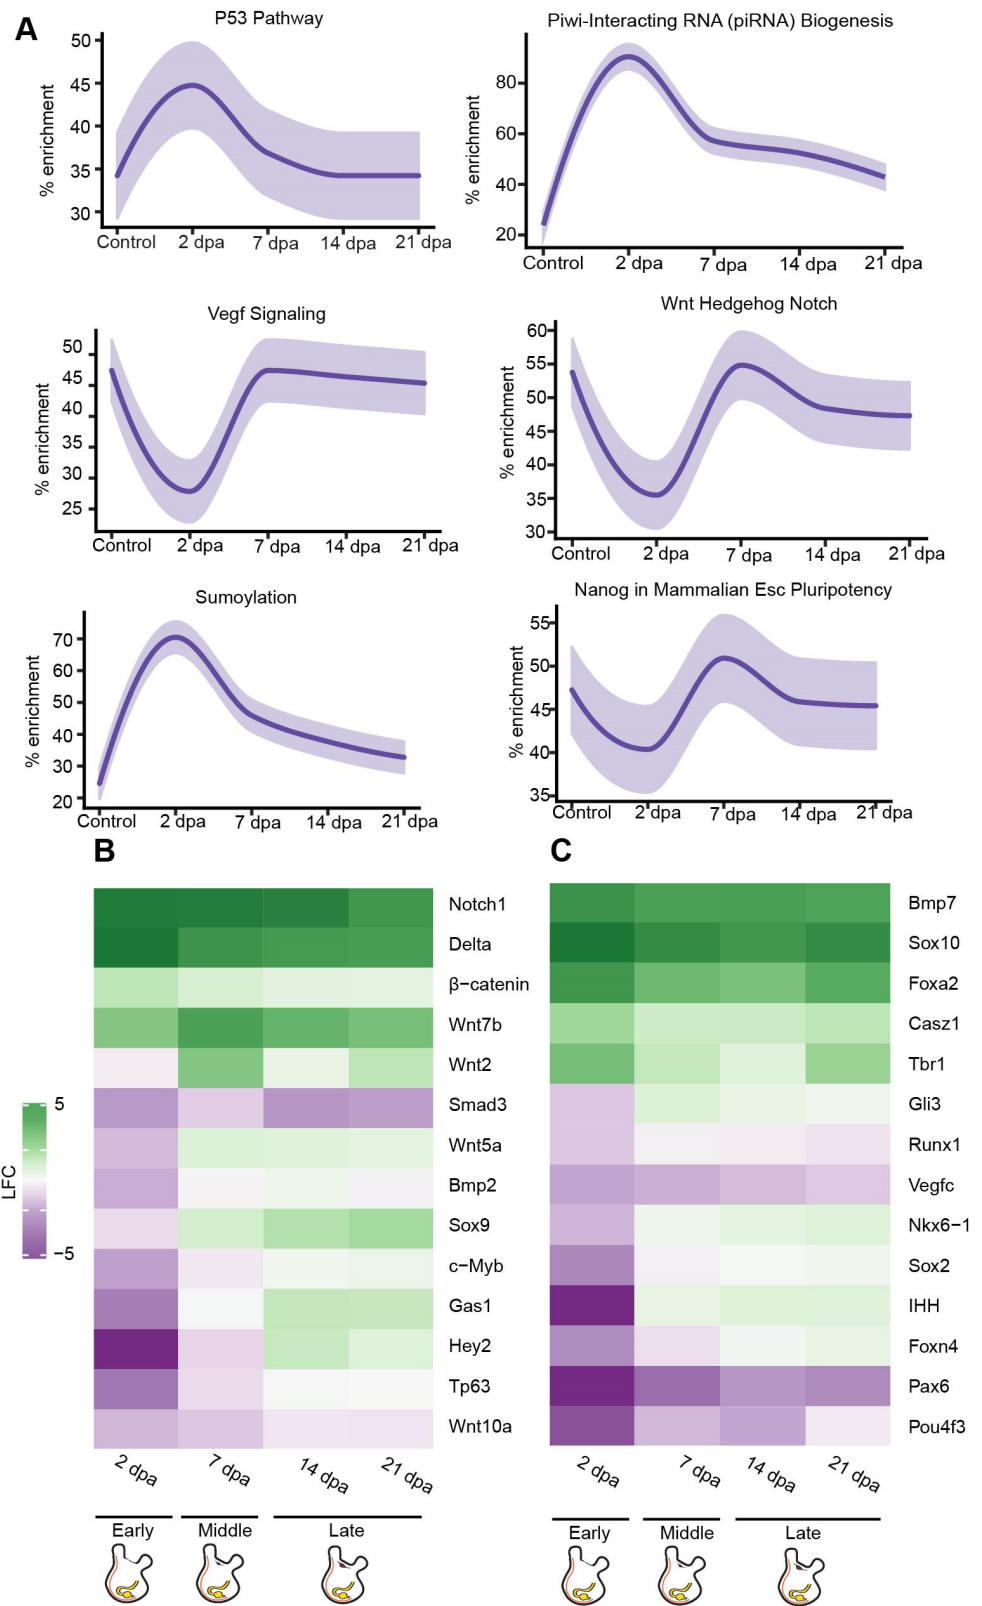 A
P53 Pathway
% enrichment
50
45
40
35
30
Control 2 dpa 7 dpa 14 dpa 21 dpa
Piwi-Interacting RNA (piRNA) Biogenesis
% enrichment
80
60
40
20
Control 2 dpa 7 dpa 14 dpa 21 dpa
Vegf Signaling
% enrichment
50
45
40
35
30
25
Control 2 dpa 7 dpa 14 dpa 21 dpa
Wnt Hedgehog Notch
% enrichment
60
55
50
45
40
35
30
Control 2 dpa 7 dpa 14 dpa 21 dpa
Sumoylation
% enrichment
70
60
50
40
30
20
Control 2 dpa 7 dpa 14 dpa 21 dpa
Nanog in Mammalian Esc Pluripotency
% enrichment
55
50
45
40
35
Control 2 dpa 7 dpa 14 dpa 21 dpa
B
Notch1
Delta
β−catenin
Wnt7b
Wnt2
Smad3
Wnt5a
Bmp2
Sox9
c−Myb
Gas1
Hey2
Tp63
Wnt10a
LFC
5
−5
2 dpa 7 dpa 14 dpa 21 dpa
Early Middle Late
C
Bmp7
Sox10
Foxa2
Casz1
Tbr1
Gli3
Runx1
Vegfc
Nkx6−1
Sox2
IHH
Foxn4
Pax6
Pou4f3
2 dpa 7 dpa 14 dpa 21 dpa
Early Middle Late